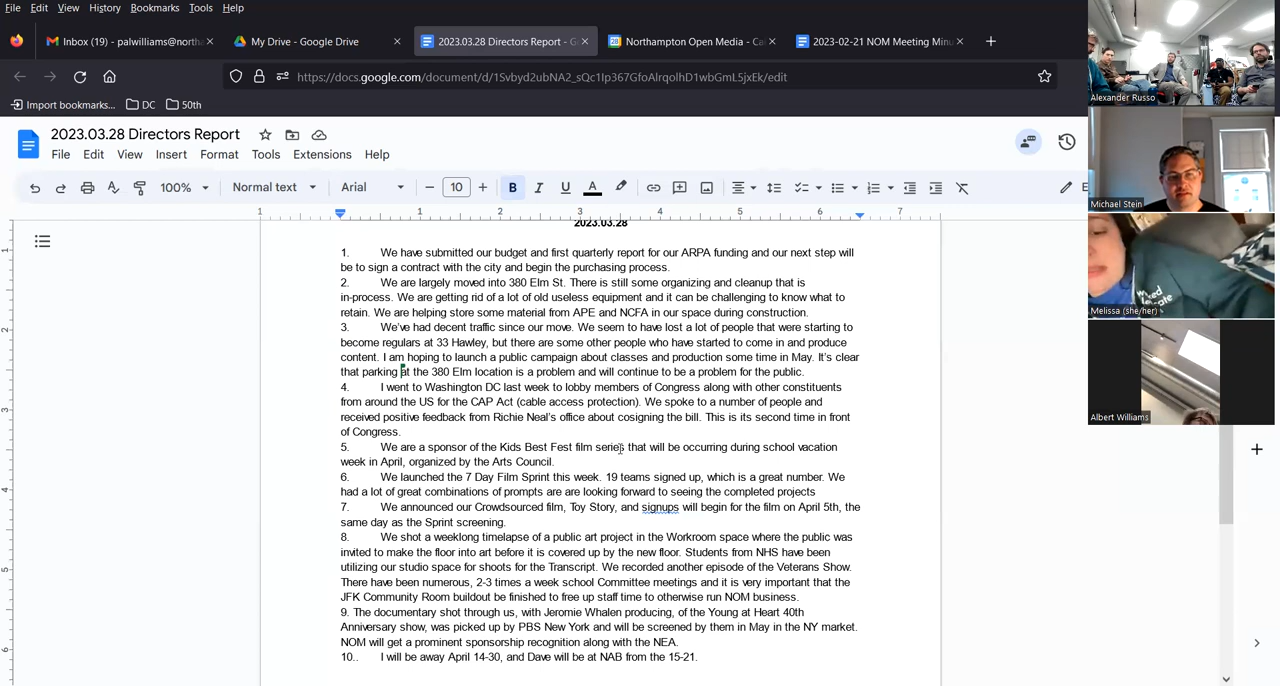 File Edit View History Bookmarks Tools Help
Inbox (19) - palwilliams@north
My Drive - Google Drive
2023.03.28 Directors Report - G
Northampton Open Media - Ca
2023-02-21 NOM Meeting Minu
https://docs.google.com/document/d/1Svbyd2ubNA2_sQc1Ip367GfoAlrqolhD1wbGmL5jxEk/edit
Import bookmarks... DC 50th
2023.03.28 Directors Report
File Edit View Insert Format Tools Extensions Help
100% Normal text Arial 10 B I U A
1 1 2 3 4 5 6 7
2023.03.28
1. We have submitted our budget and first quarterly report for our ARPA funding and our next step will
be to sign a contract with the city and begin the purchasing process.
2. We are largely moved into 380 Elm St. There is still some organizing and cleanup that is
in-process. We are getting rid of a lot of old useless equipment and it can be challenging to know what to
retain. We are helping store some material from APE and NCFA in our space during construction.
3. We've had decent traffic since our move. We seem to have lost a lot of people that were starting to
become regulars at 33 Hawley, but there are some other people who have started to come in and produce
content. I am hoping to launch a public campaign about classes and production some time in May. It's clear
that parking at the 380 Elm location is a problem and will continue to be a problem for the public.
4. I went to Washington DC last week to lobby members of Congress along with other constituents
from around the US for the CAP Act (cable access protection). We spoke to a number of people and
received positive feedback from Richie Neal's office about cosigning the bill. This is its second time in front
of Congress.
5. We are a sponsor of the Kids Best Fest film series that will be occurring during school vacation
week in April, organized by the Arts Council.
6. We launched the 7 Day Film Sprint this week. 19 teams signed up, which is a great number. We
had a lot of great combinations of prompts are are looking forward to seeing the completed projects
7. We announced our Crowdsourced film, Toy Story, and signups will begin for the film on April 5th, the
same day as the Sprint screening.
8. We shot a weeklong timelapse of a public art project in the Workroom space where the public was
invited to make the floor into art before it is covered up by the new floor. Students from NHS have been
utilizing our studio space for shoots for the Transcript. We recorded another episode of the Veterans Show.
There have been numerous, 2-3 times a week school Committee meetings and it is very important that the
JFK Community Room buildout be finished to free up staff time to otherwise run NOM business.
9. The documentary shot through us, with Jeromie Whalen producing, of the Young at Heart 40th
Anniversary show, was picked up by PBS New York and will be screened by them in May in the NY market.
NOM will get a prominent sponsorship recognition along with the NEA.
10.. I will be away April 14-30, and Dave will be at NAB from the 15-21.
Alexander Russo
Michael Stein
Melissa (she/her)
Albert Williams